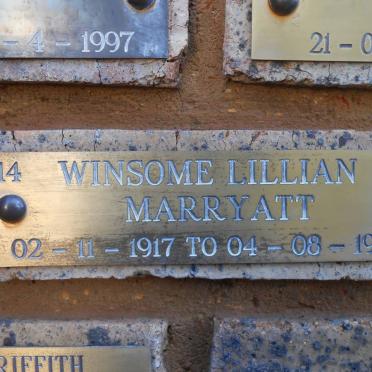 - 4 - 1997
21 - 0
14 WINSOME LILLIAN
MARRYATT
02 - 11 - 1917 TO 04 - 08 - 19
RIFFITH